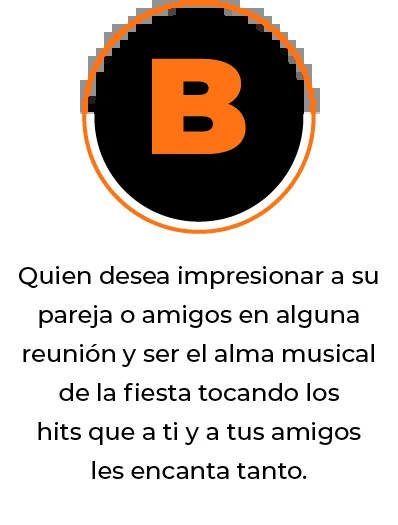 B
Quien desea impresionar a su
pareja o amigos en alguna
reunión y ser el alma musical
de la fiesta tocando los
hits que a ti y a tus amigos
les encanta tanto.